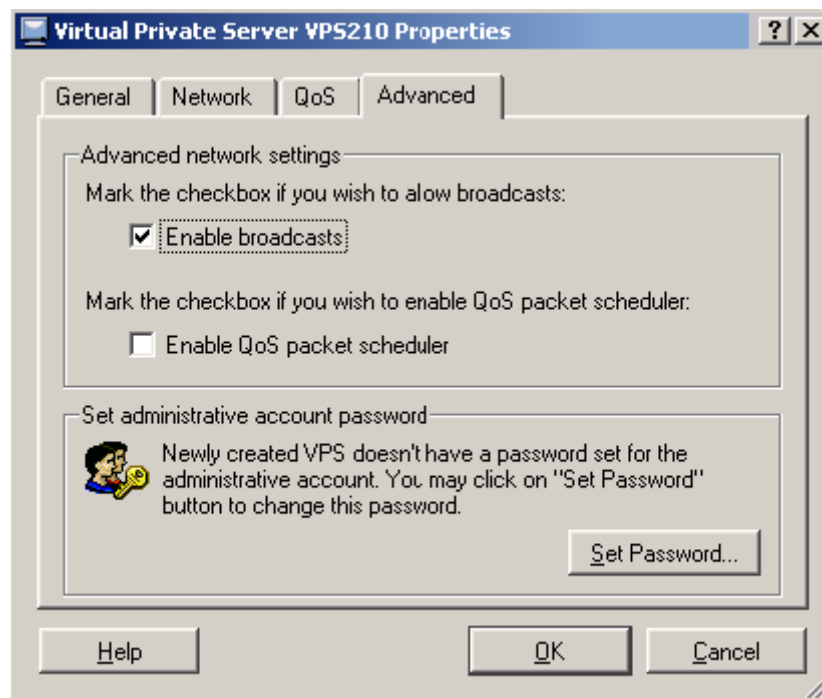 Virtual Private Server VPS210 Properties
General Network QoS Advanced
Advanced network settings
Mark the checkbox if you wish to alow broadcasts:
Enable broadcasts
Mark the checkbox if you wish to enable QoS packet scheduler:
Enable QoS packet scheduler
Set administrative account password
Newly created VPS doesn't have a password set for the
administrative account. You may click on "Set Password"
button to change this password.
Set Password...
Help OK Cancel